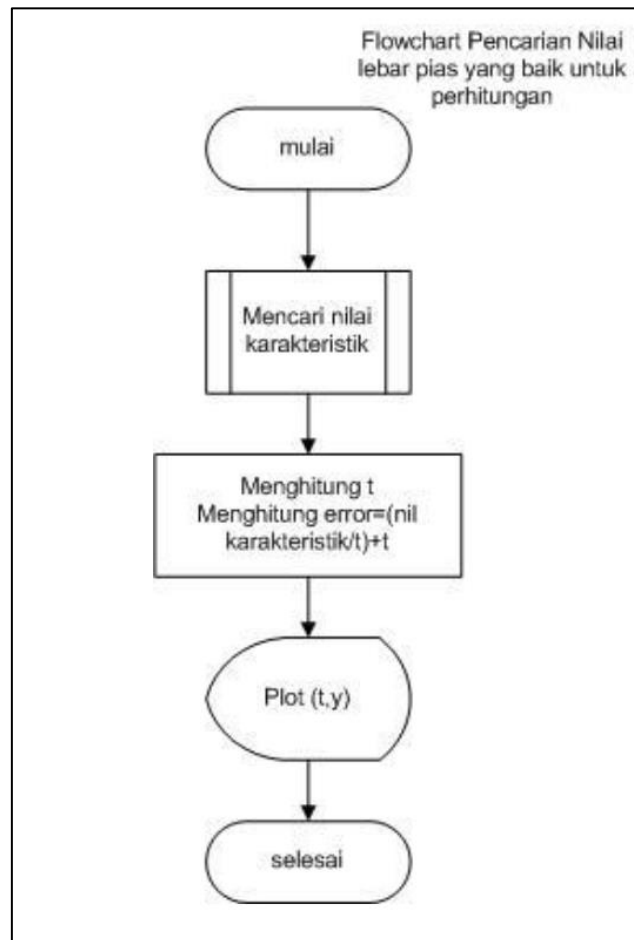 Flowchart Pencarian Nilai
lebar pias yang baik untuk
perhitungan
mulai
Mencari nilai
karakteristik
Menghitung t
Menghitung error=(nil
karakteristik/t)+t
Plot (t,y)
selesai